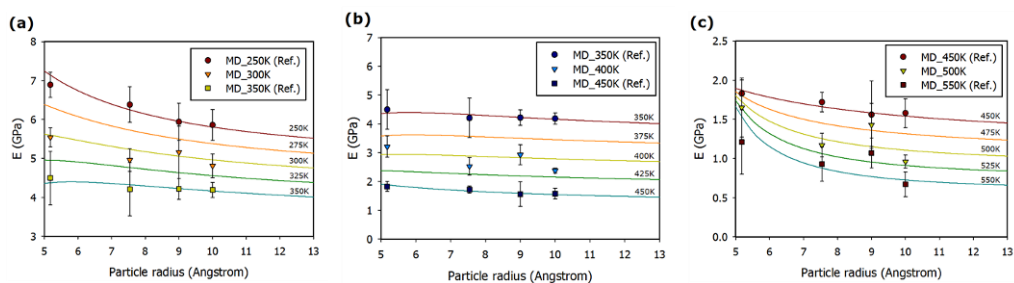 (a)
8
7
6
5
4
3
E (GPa)
MD_250K (Ref.)
MD_300K
MD_350K (Ref.)
250K
275K
300K
325K
350K
5 6 7 8 9 10 11 12 13
Particle radius (Angstrom)
(b)
7
6
5
4
3
2
1
0
E (GPa)
MD_350K (Ref.)
MD_400K
MD_450K (Ref.)
350K
375K
400K
425K
450K
5 6 7 8 9 10 11 12 13
Particle radius (Angstrom)
(c)
2.5
2.0
1.5
1.0
0.5
0.0
E (GPa)
MD_450K (Ref.)
MD_500K
MD_550K (Ref.)
450K
475K
500K
525K
550K
5 6 7 8 9 10 11 12 13
Particle radius (Angstrom)